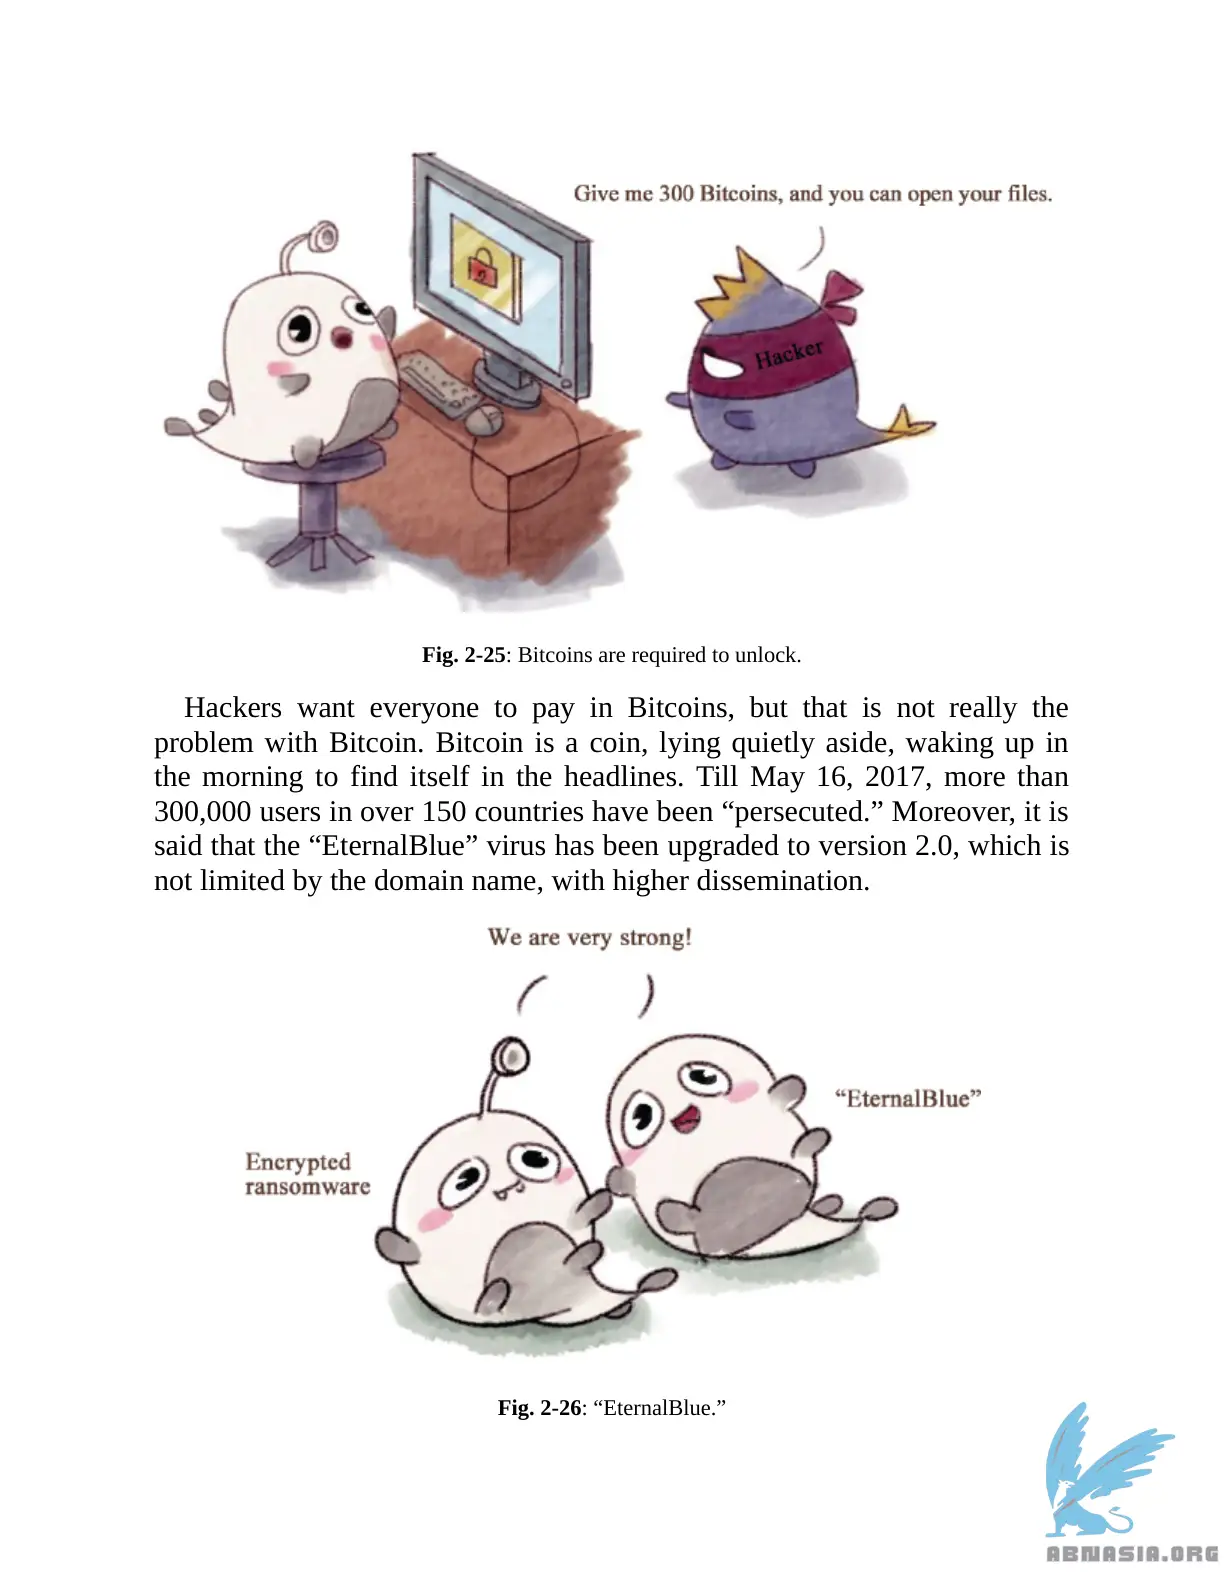 Give me 300 Bitcoins, and you can open your files.
Hacker
Fig. 2-25: Bitcoins are required to unlock.
Hackers want everyone to pay in Bitcoins, but that is not really the
problem with Bitcoin. Bitcoin is a coin, lying quietly aside, waking up in
the morning to find itself in the headlines. Till May 16, 2017, more than
300,000 users in over 150 countries have been “persecuted.” Moreover, it is
said that the “EternalBlue” virus has been upgraded to version 2.0, which is
not limited by the domain name, with higher dissemination.
We are very strong!
“EternalBlue”
Encrypted
ransomware
Fig. 2-26: “EternalBlue.”
ABNASIA.ORG